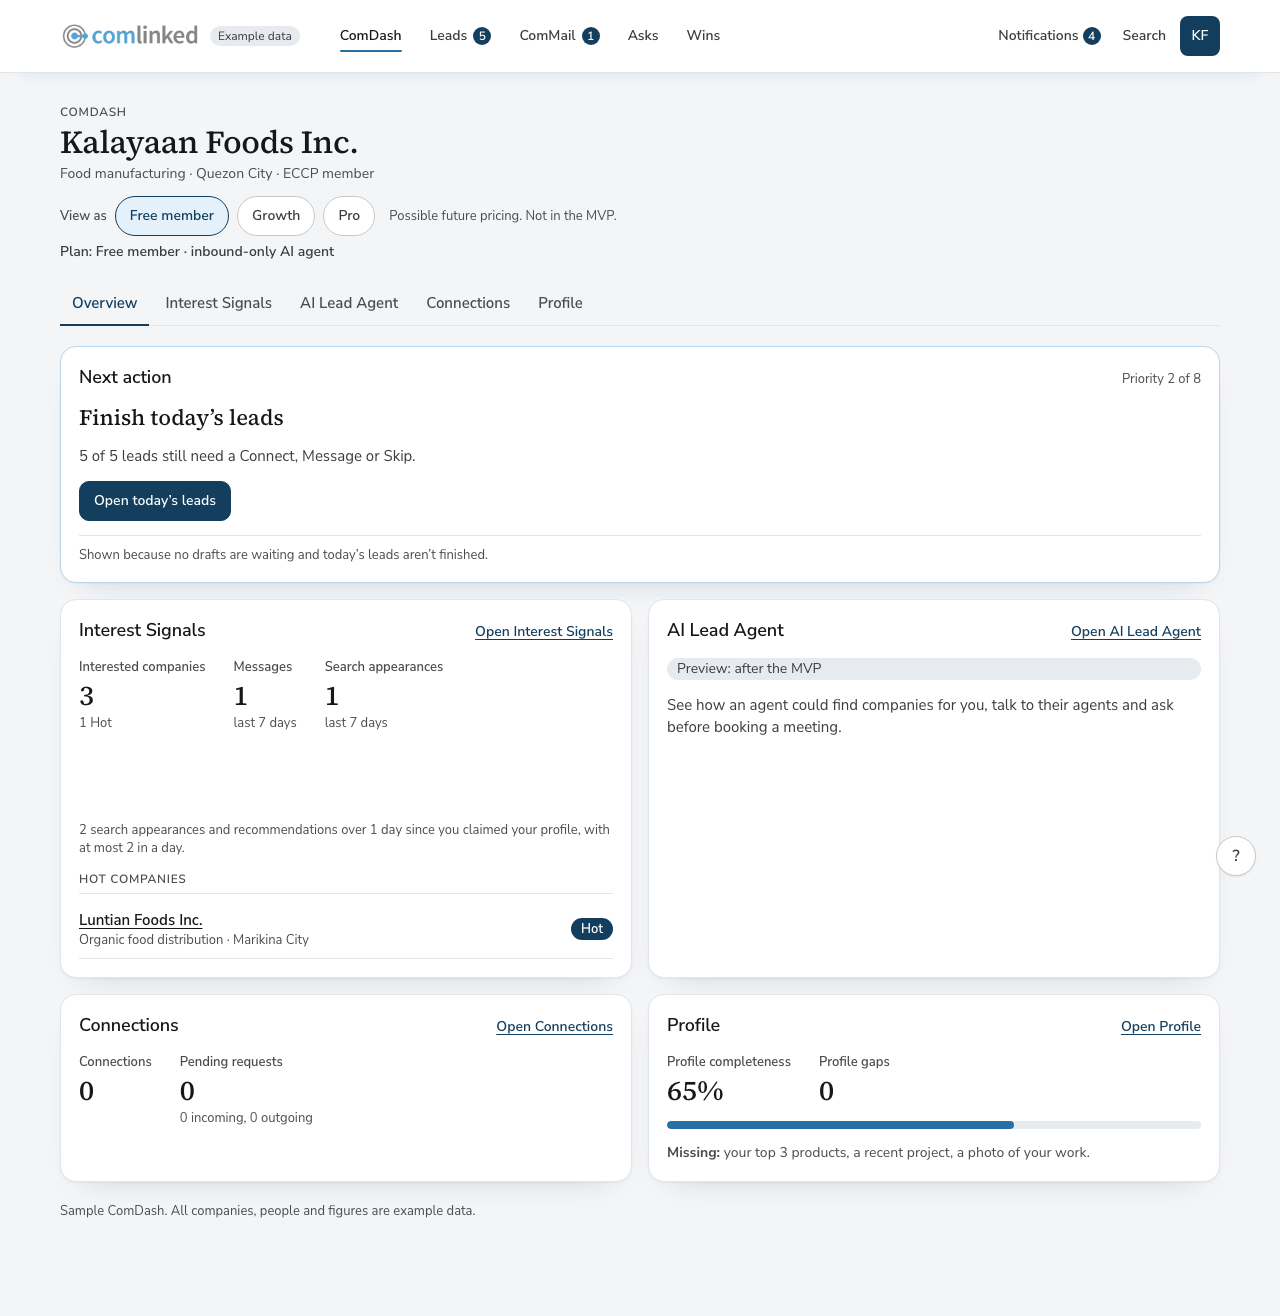 comlinked
Example data
ComDash
Leads 5
ComMail 1
Asks
Wins
Notifications 4
Search
KF
COMDASH
Kalayaan Foods Inc.
Food manufacturing · Quezon City · ECCP member
View as
Free member
Growth
Pro
Possible future pricing. Not in the MVP.
Plan: Free member · inbound-only AI agent
Overview
Interest Signals
AI Lead Agent
Connections
Profile
Next action
Priority 2 of 8
Finish today’s leads
5 of 5 leads still need a Connect, Message or Skip.
Open today’s leads
Shown because no drafts are waiting and today’s leads aren’t finished.
Interest Signals
Open Interest Signals
Interested companies
3
1 Hot
Messages
1
last 7 days
Search appearances
1
last 7 days
2 search appearances and recommendations over 1 day since you claimed your profile, with
at most 2 in a day.
HOT COMPANIES
Luntian Foods Inc.
Organic food distribution · Marikina City
Hot
AI Lead Agent
Open AI Lead Agent
Preview: after the MVP
See how an agent could find companies for you, talk to their agents and ask
before booking a meeting.
?
Connections
Open Connections
Connections
0
Pending requests
0
0 incoming, 0 outgoing
Profile
Open Profile
Profile completeness
65%
Profile gaps
0
Missing: your top 3 products, a recent project, a photo of your work.
Sample ComDash. All companies, people and figures are example data.